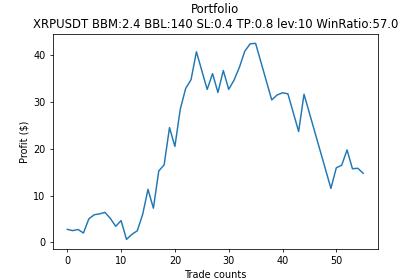 Portfolio
XRPUSDT BBM:2.4 BBL:140 SL:0.4 TP:0.8 lev:10 WinRatio:57.0
40
30
20
10
0
Profit ($)
0 10 20 30 40 50
Trade counts